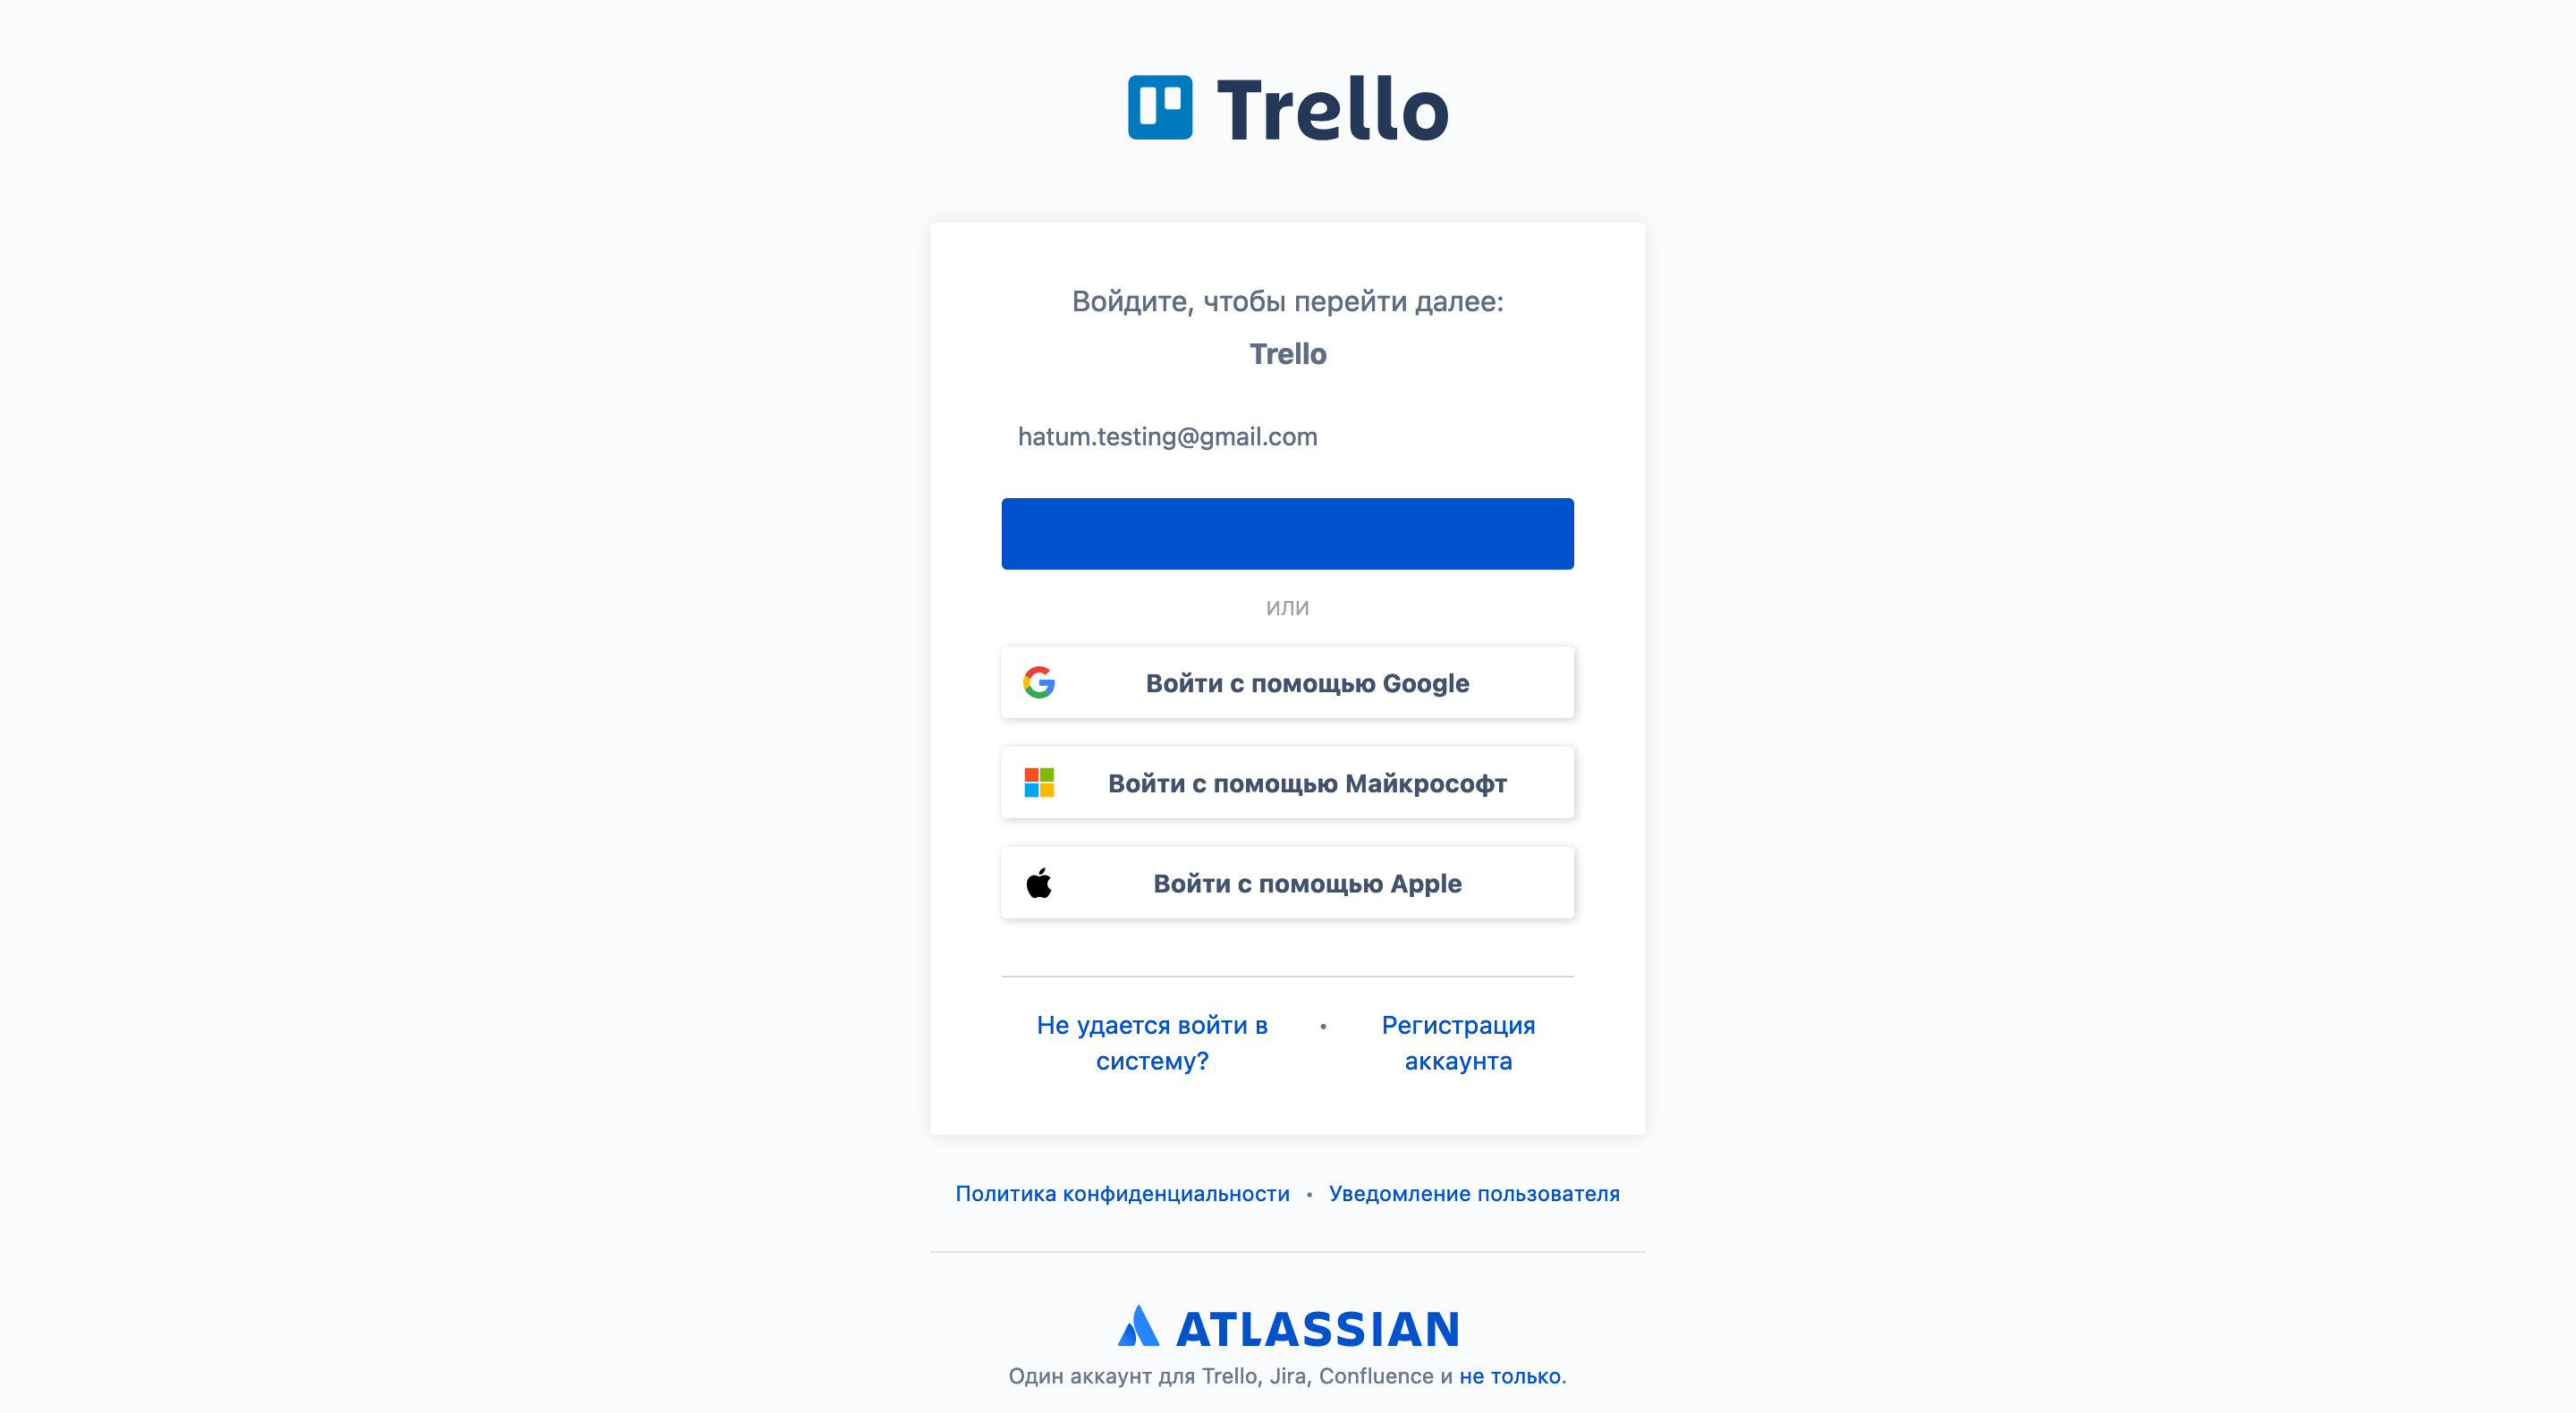 Trello
Войдите, чтобы перейти далее:
Trello
hatum.testing@gmail.com
ИЛИ
Войти с помощью Google
Войти с помощью Майкрософт
Войти с помощью Apple
Не удается войти в
систему?
•
Регистрация
аккаунта
Политика конфиденциальности • Уведомление пользователя
ATLASSIAN
Один аккаунт для Trello, Jira, Confluence и не только.